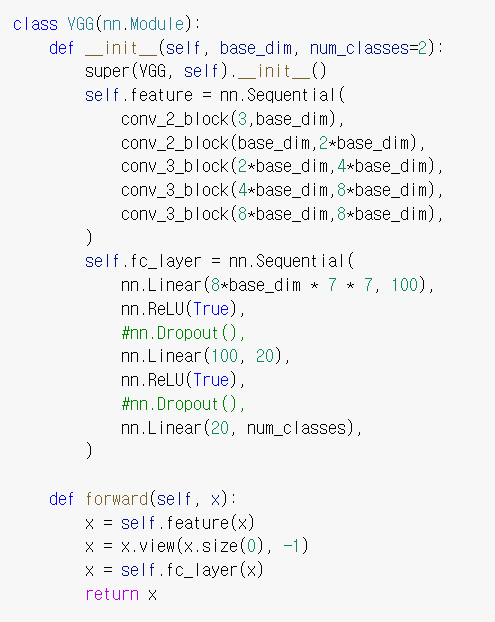 class VGG(nn.Module):
    def __init__(self, base_dim, num_classes=2):
        super(VGG, self).__init__()
        self.feature = nn.Sequential(
            conv_2_block(3,base_dim),
            conv_2_block(base_dim,2*base_dim),
            conv_3_block(2*base_dim,4*base_dim),
            conv_3_block(4*base_dim,8*base_dim),
            conv_3_block(8*base_dim,8*base_dim),
        )
        self.fc_layer = nn.Sequential(
            nn.Linear(8*base_dim * 7 * 7, 100),
            nn.ReLU(True),
            #nn.Dropout(),
            nn.Linear(100, 20),
            nn.ReLU(True),
            #nn.Dropout(),
            nn.Linear(20, num_classes),
        )

    def forward(self, x):
        x = self.feature(x)
        x = x.view(x.size(0), -1)
        x = self.fc_layer(x)
        return x